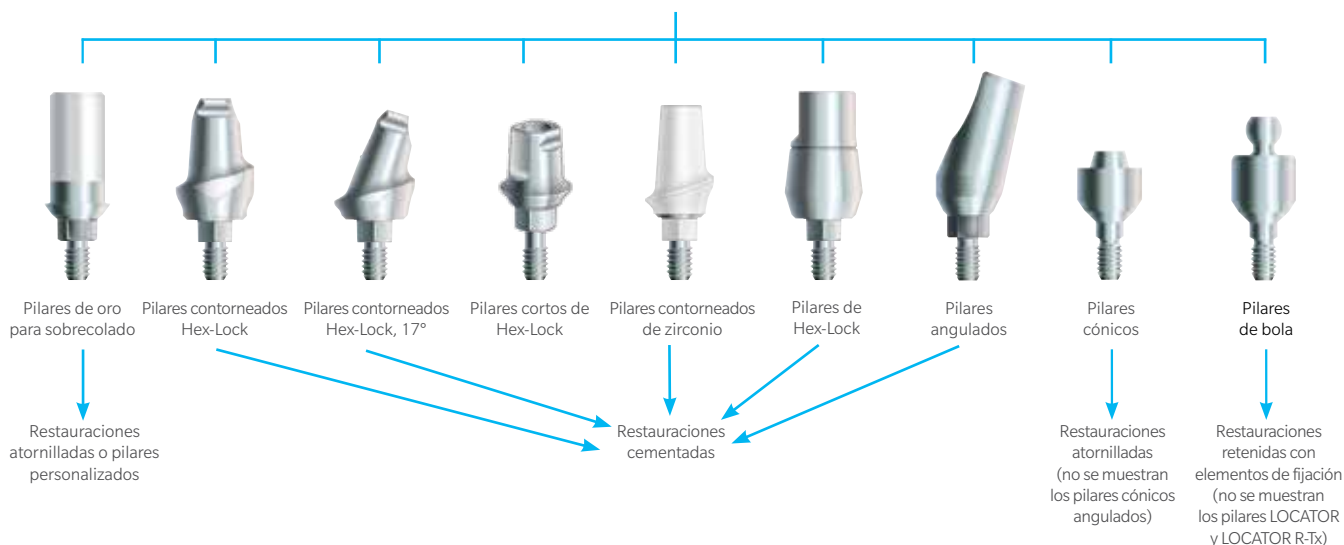 Pilares de oro
para sobrecolado
Pilares contorneados
Hex-Lock
Pilares contorneados
Hex-Lock, 17°
Pilares cortos de
Hex-Lock
Pilares contorneados
de zirconio
Pilares de
Hex-Lock
Pilares
angulados
Pilares
cónicos
Pilares
de bola
Restauraciones
atornilladas o pilares
personalizados
Restauraciones
cementadas
Restauraciones
atornilladas
(no se muestran
los pilares cónicos
angulados)
Restauraciones
retenidas con
elementos de fijación
(no se muestran
los pilares LOCATOR
y LOCATOR R-Tx)